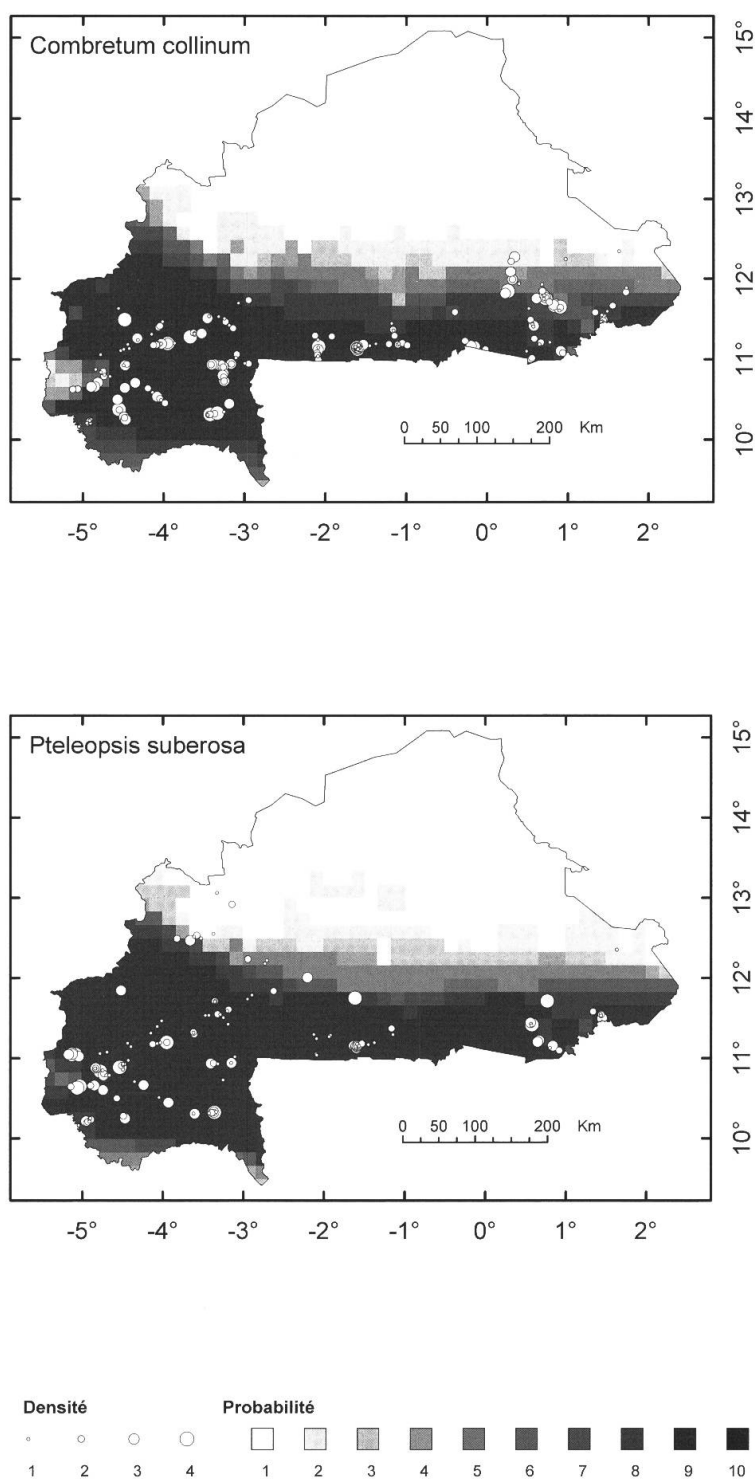 Combretum collinum
15°
14°
13°
12°
11°
10°
0 50 100 200 Km
-5° -4° -3° -2° -1° 0° 1° 2°
Pteleopsis suberosa
15°
14°
13°
12°
11°
10°
0 50 100 200 Km
-5° -4° -3° -2° -1° 0° 1° 2°
Densité Probabilité
1 2 3 4 1 2 3 4 5 6 7 8 9 10